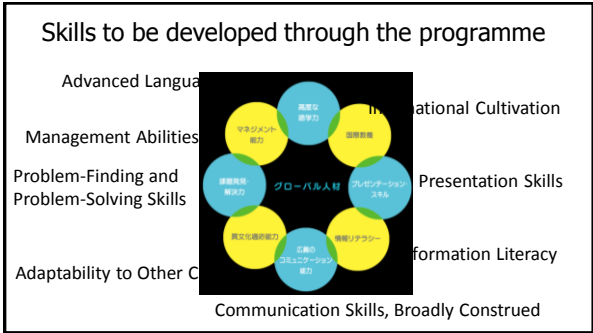 Skills to be developed through the programme
Advanced Langua
高度な
語学力
national Cultivation
マネジメント
能力
国際教養
Management Abilities
Problem-Finding and
Problem-Solving Skills
課題発見・
解決力
グローバル人材
プレゼンテーション・
スキル
Presentation Skills
異文化適応能力
情報リテラシー
formation Literacy
広義の
コミュニケーション
能力
Adaptability to Other C
Communication Skills, Broadly Construed